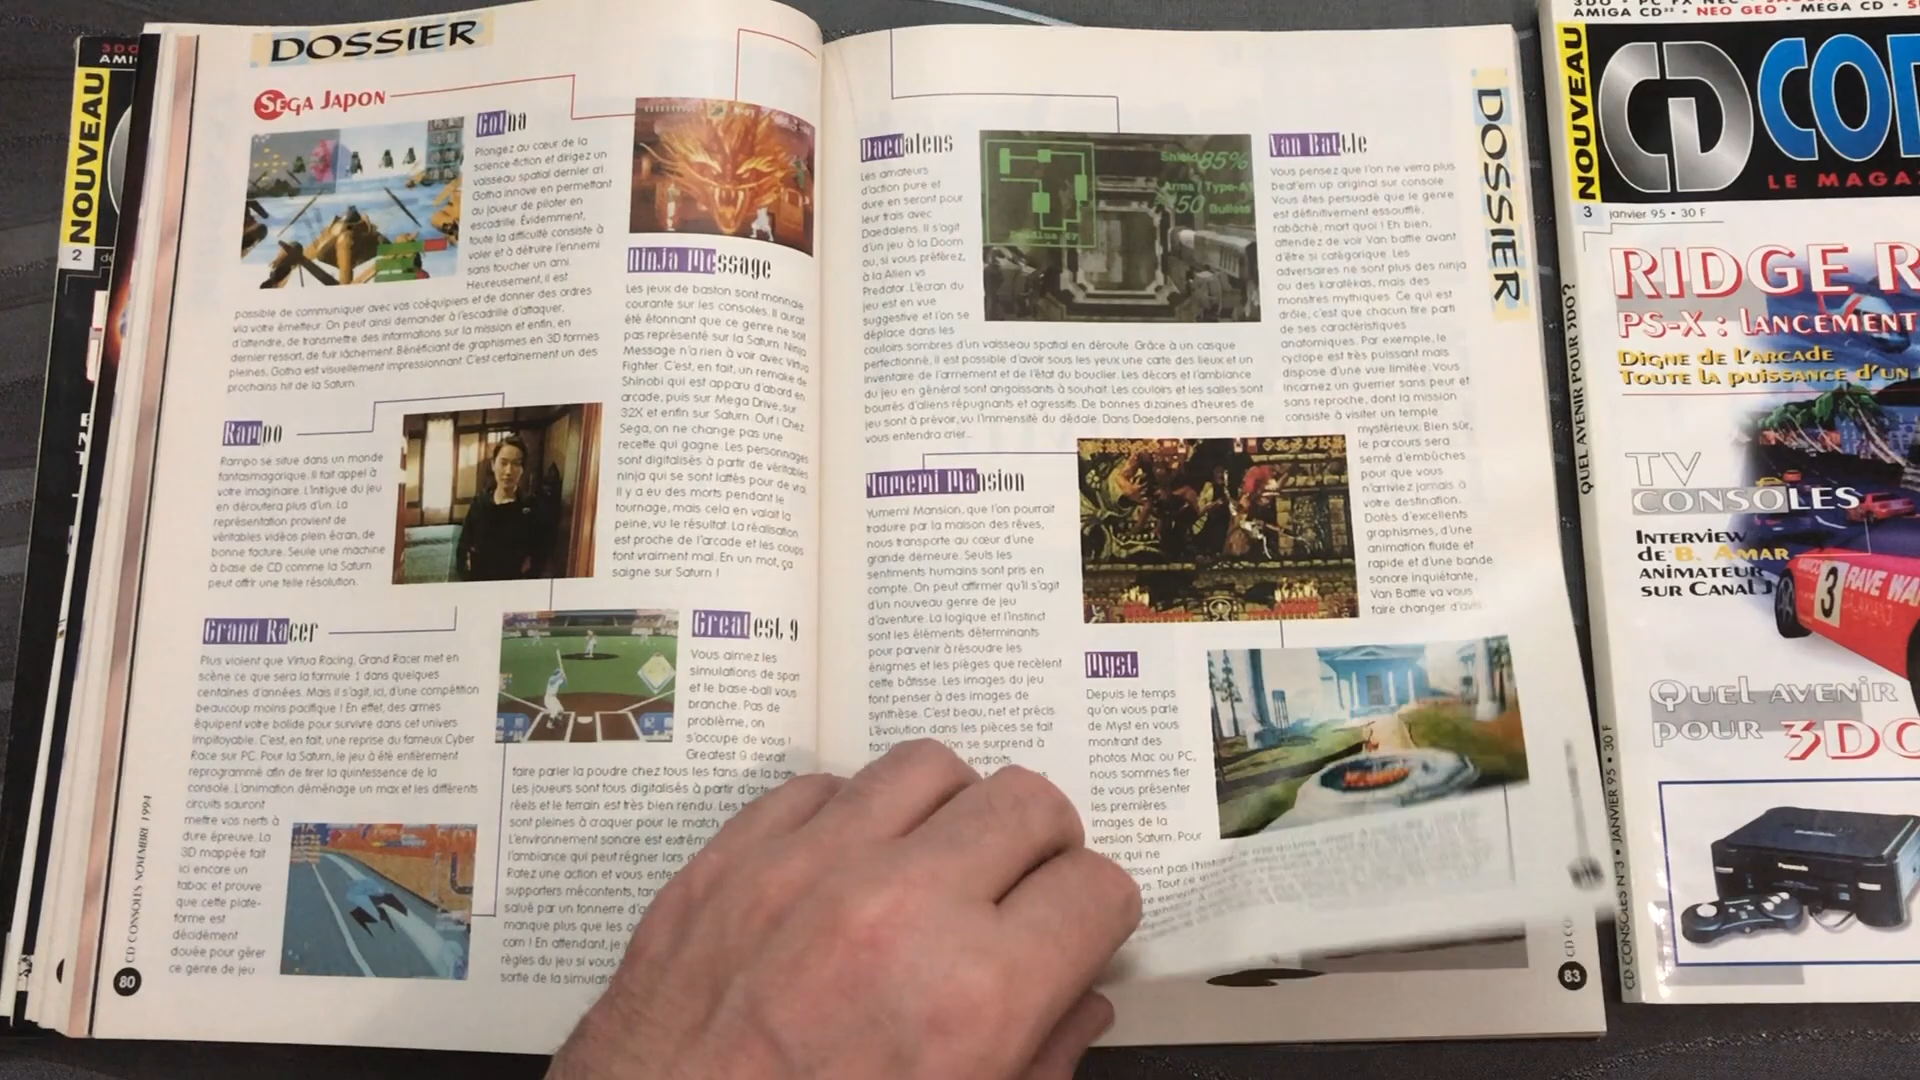 DOSSIER
SEGA JAPON
Gotha
Plongez au cœur de la
science-fiction et dirigez un
vaisseau spatial dernier cri.
Gotha innove en permettant
au joueur de piloter en
escadrille. Évidemment,
toute la difficulté consiste à
voler et à détruire l'ennemi
sans toucher un ami.
Heureusement, il est
possible de communiquer avec vos coéquipiers et de donner des ordres
via votre émetteur. On peut ainsi demander à l'escadrille d'attaquer,
d'attendre, de transmettre des informations sur la mission et enfin, en
dernier ressort, de fuir lâchement. Bénéficiant de graphismes en 3D formes
pleines, Gotha est visuellement impressionnant. C'est certainement un des
prochains hit de la Saturn.
Rampo
Rampo se situe dans un monde
fantasmagorique. Il fait appel à
votre imaginaire. L'intrigue du jeu
en déroutera plus d'un. La
représentation provient de
véritables vidéos plein écran, de
bonne facture. Seule une machine
à base de CD comme la Saturn
peut offrir une telle résolution.
Grand Racer
Plus violent que Virtua Racing, Grand Racer met en
scène ce que sera la formule 1 dans quelques
centaines d'années. Mais il s'agit, ici, d'une compétition
beaucoup moins pacifique ! En effet, des armes
équipent votre bolide pour survivre dans cet univers
impitoyable. C'est, en fait, une reprise du fameux Cyber
Race sur PC. Pour la Saturn, le jeu a été entièrement
reprogrammé afin de tirer la quintessence de la
console. L'animation déménage un max et les différents
circuits sauront
mettre vos nerfs à
dure épreuve. La
3D mappée fait
ici encore un
tabac et prouve
que cette plate-
forme est
décidément
douée pour gérer
ce genre de jeu
Ninja Message
Les jeux de baston sont monnaie
courante sur les consoles. Il aurait
été étonnant que ce genre ne soit
pas représenté sur la Saturn. Ninja
Message n'a rien à voir avec Virtua
Fighter. C'est, en fait, un remake de
Shinobi qui est apparu d'abord en
arcade, puis sur Mega Drive, sur
32X et enfin sur Saturn. Ouf ! Chez
Sega, on ne change pas une
recette qui gagne. Les personnages
sont digitalisés à partir de véritables
ninja qui se sont lattés pour de vrai.
Il y a eu des morts pendant le
tournage, mais cela en valait la
peine, vu le résultat. La réalisation
est proche de l'arcade et les coups
font vraiment mal. En un mot, ça
saigne sur Saturn !
Greatest 9
Vous aimez les
simulations de sport
et le base-ball vous
branche. Pas de
problème, on
s'occupe de vous !
Greatest 9 devrait
faire parler la poudre chez tous les fans de la
Les joueurs sont tous digitalisés à partir
réels et le terrain est très bien rendu. Les
sont pleines à craquer pour le match
L'environnement sonore est
l'ambiance qui peut régner lors
Ratez une action et vous
supporters mécontents,
salué par un tonnerre
manque plus que les
corn ! En attendant, je
règles du jeu si vous
sortie de la
80
CD CONSOLES NOVEMBRE 1994
Daedalens
Les amateurs
d'action pure et
dure en seront pour
leur frais avec
Daedalens. Il s'agit
d'un jeu à la Doom
ou, si vous préférez,
à la Alien vs
Predator. L'écran du
jeu est en vue
suggestive et l'on se
déplace dans les
couloirs sombres d'un vaisseau spatial en déroute. Grâce à un casque
perfectionné, il est possible d'avoir sous les yeux une carte des lieux et un
inventaire de l'armement et de l'état du bouclier. Les décors et l'ambiance
du jeu en général sont angoissants à souhait. Les couloirs et les salles sont
bourrés d'aliens répugnants et agressifs. De bonnes dizaines d'heures de
jeu sont à prévoir, vu l'immensité du dédale. Dans Daedalens, personne ne
vous entendra crier...
Shield 85%
Arms / Type-A
50 Bullets
Yumemi Mansion
Yumemi Mansion, que l'on pourrait
traduire par la maison des rêves,
nous transporte au cœur d'une
grande demeure. Seuls les
sentiments humains sont pris en
compte. On peut affirmer qu'il s'agit
d'un nouveau genre de jeu
d'aventure. La logique et l'instinct
sont les éléments déterminants
pour parvenir à résoudre les
énigmes et les pièges que recèlent
cette bâtisse. Les images du jeu
font penser à des images de
synthèse. C'est beau, net et précis.
L'évolution dans les pièces se fait
l'on se surprend à
endroits
Van Battle
Vous pensez que l'on ne verra plus
beat'em up original sur console.
Vous êtes persuadé que le genre
est définitivement essoufflé,
rabâché, mort quoi ! Eh bien,
attendez de voir Van battle avant
d'être si catégorique. Les
adversaires ne sont plus des ninja
ou des karatékas, mais des
monstres mythiques. Ce qui est
drôle, c'est que chacun tire parti
de ses caractéristiques
anatomiques. Par exemple, le
cyclope est très puissant mais
dispose d'une vue limitée. Vous
incarnez un guerrier sans peur et
sans reproche, dont la mission
consiste à visiter un temple
mystérieux. Bien sûr,
le parcours sera
semé d'embûches
pour que vous
n'arriviez jamais à
votre destination.
Dotés d'excellents
graphismes, d'une
animation fluide et
rapide et d'une bande
sonore inquiétante,
Van Battle va vous
faire changer d'avis
Myst
Depuis le temps
qu'on vous parle
de Myst en vous
montrant des
photos Mac ou PC,
nous sommes fier
de vous présenter
les premières
images de la
version Saturn. Pour
ceux qui ne
pas l'histoire
DOSSIER
83
NOUVEAU
2
AMIGA CD³² • NEO GEO • MEGA CD
NOUVEAU
CD CO
LE MAGA
3 janvier 95 • 30 F
RIDGE R
PS-X : LANCEMENT
DIGNE DE L'ARCADE
TOUTE LA PUISSANCE D'UN
TV
CONSOLES
INTERVIEW
DE B. AMAR
ANIMATEUR
SUR CANAL J
3 RAVE
QUEL AVENIR
POUR 3DO
Panasonic
QUEL AVENIR POUR 3DO?
CD CONSOLES N°3 • JANVIER 95 • 30 F